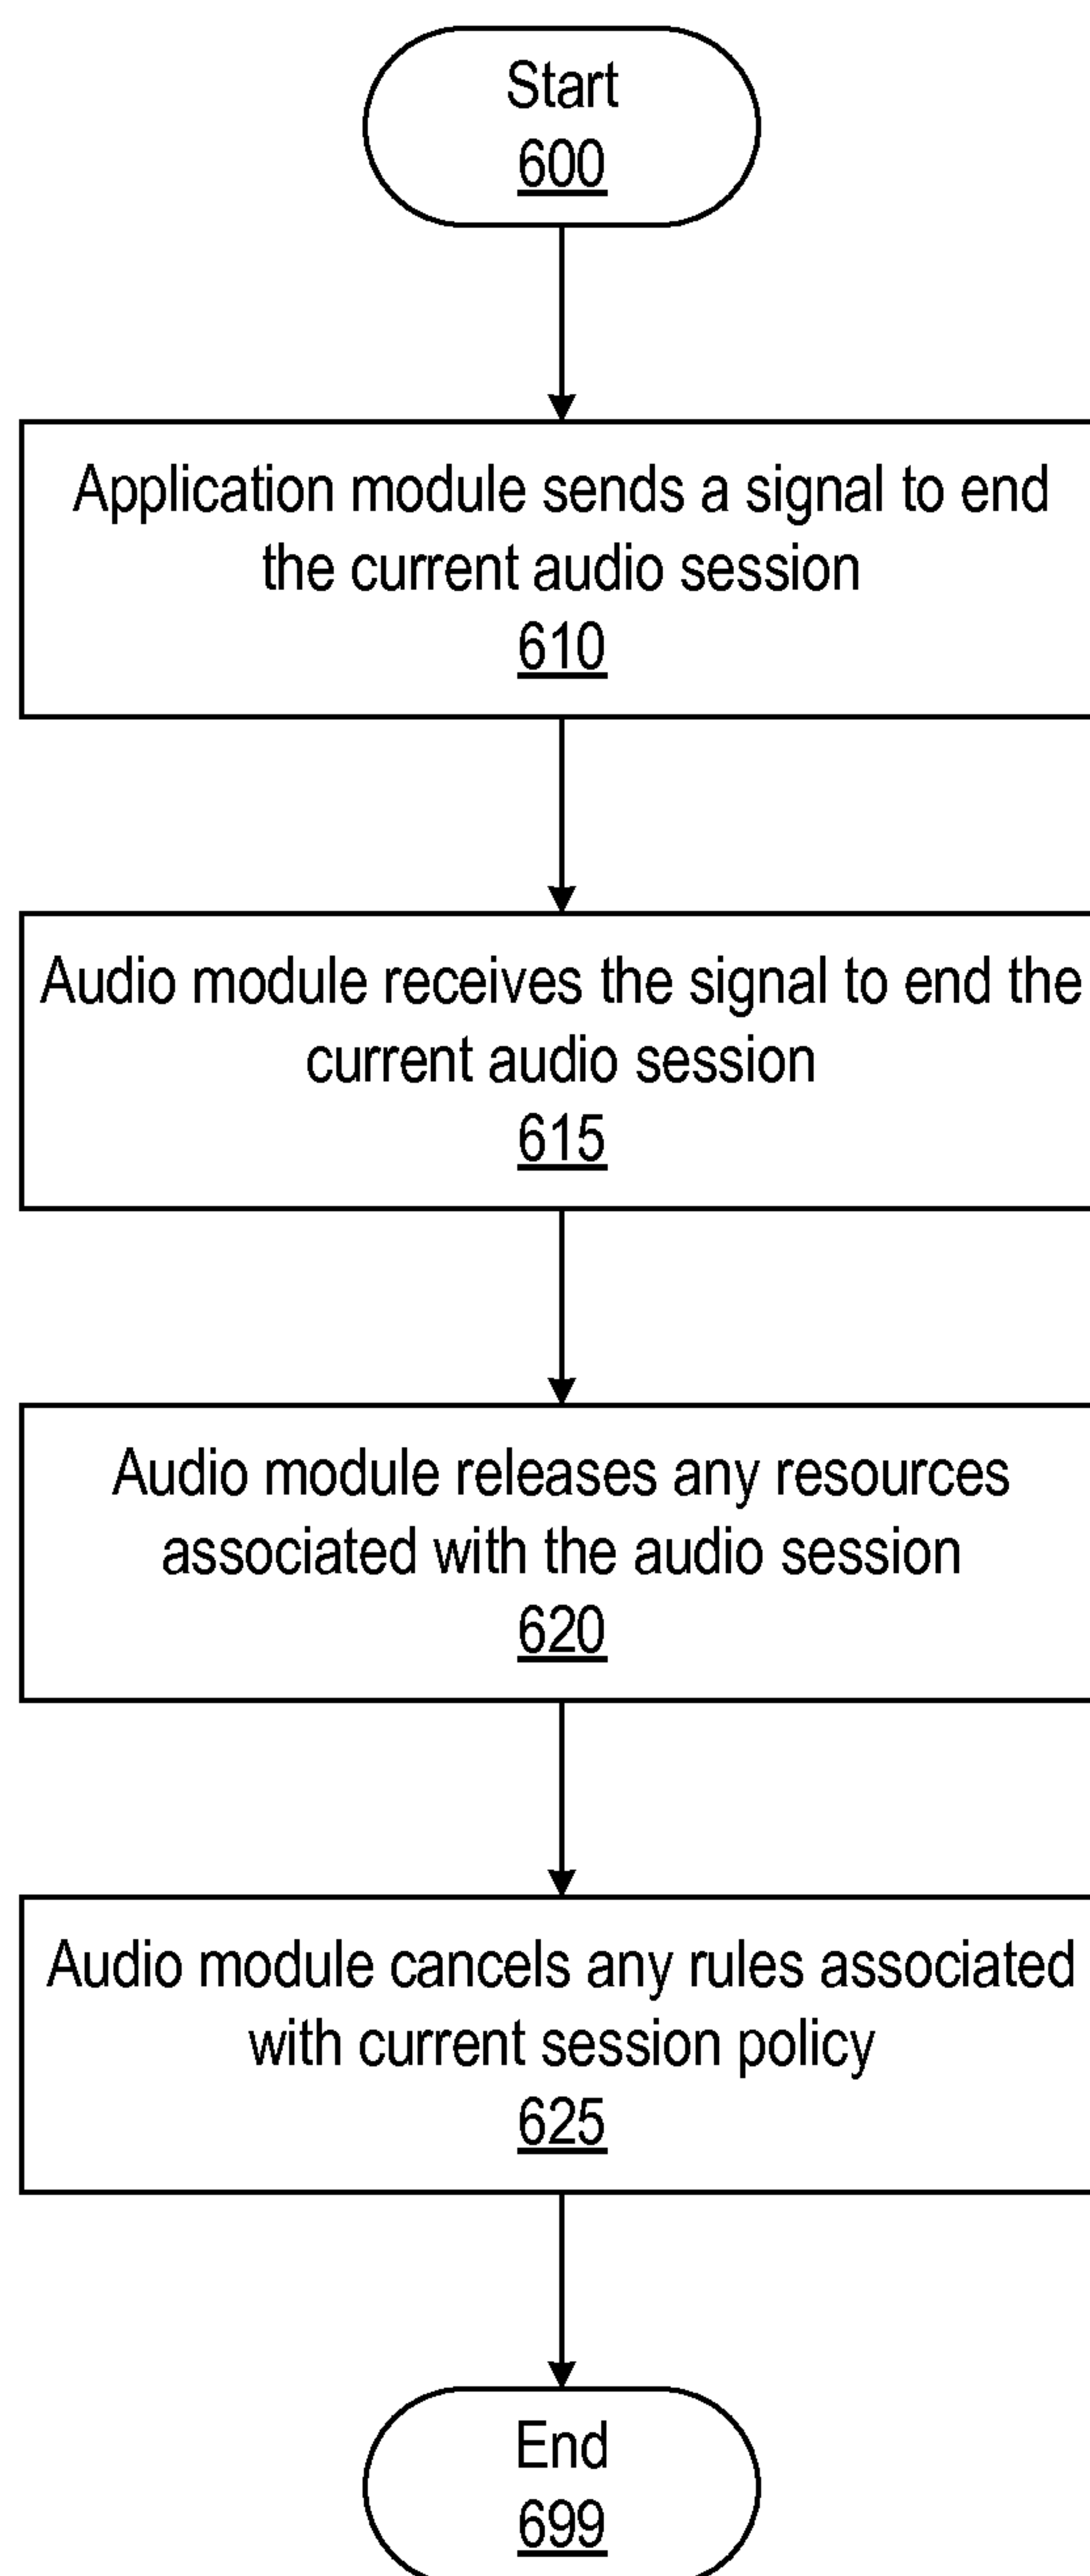 Start
600
Application module sends a signal to end
the current audio session
610
Audio module receives the signal to end the
current audio session
615
Audio module releases any resources
associated with the audio session
620
Audio module cancels any rules associated
with current session policy
625
End
699